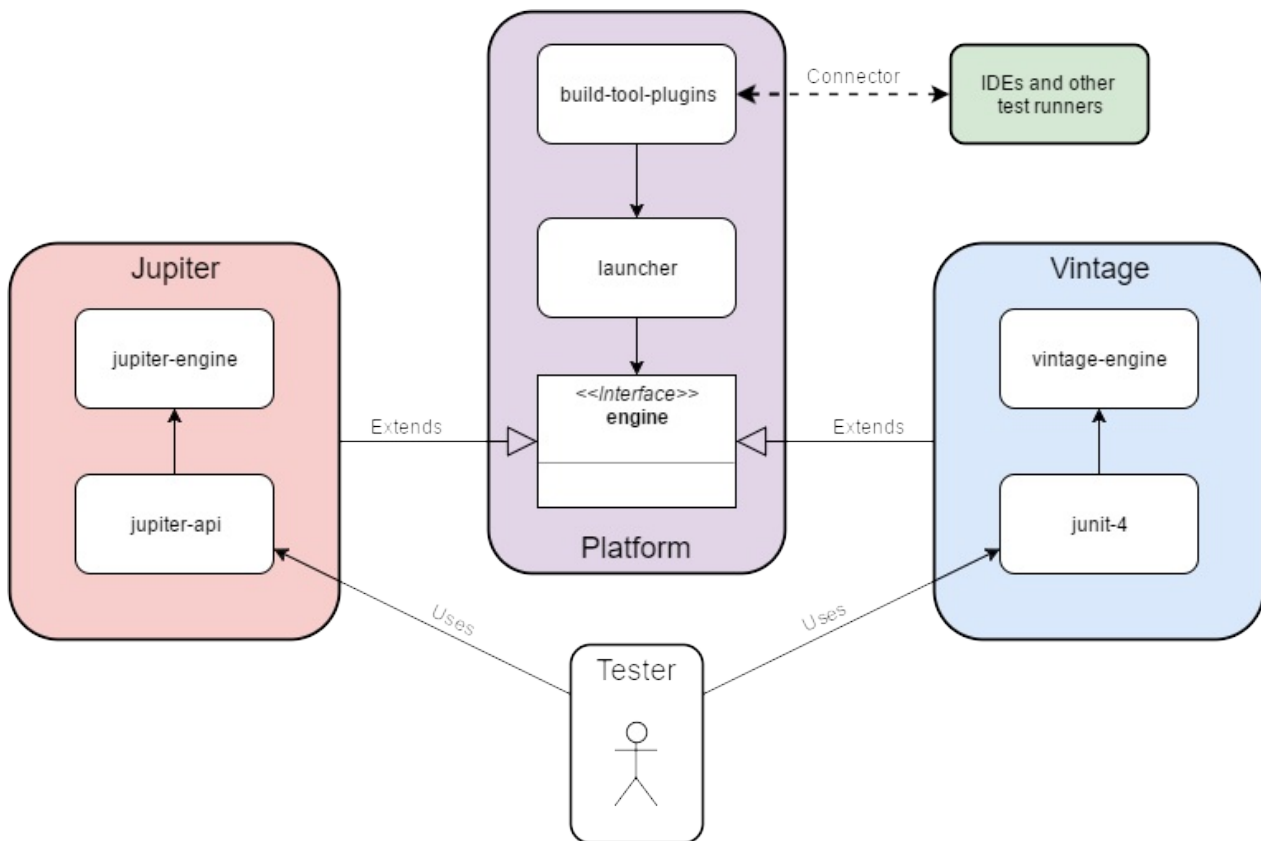 build-tool-plugins
Connector
IDEs and other
test runners
launcher
Jupiter
jupiter-engine
jupiter-api
Extends
<<Interface>>
engine
Platform
Extends
Vintage
vintage-engine
junit-4
Uses
Uses
Tester